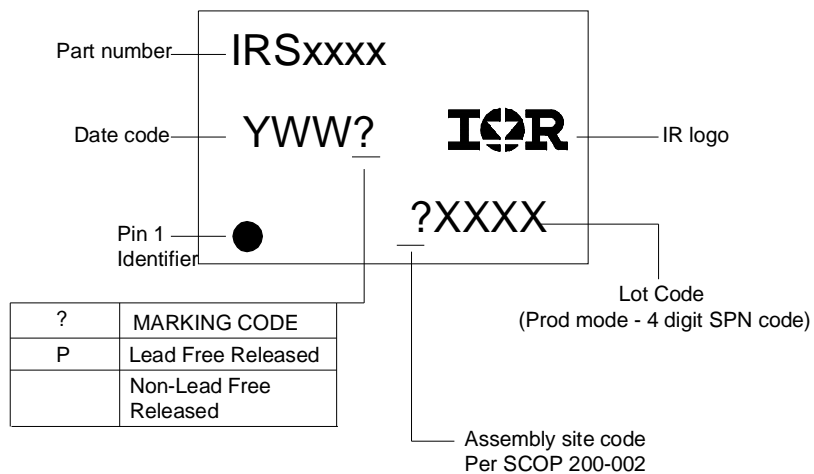 Part number
IRSxxxx
Date code
YWW?
IOR
IR logo
?XXXX
Pin 1
Identifier
Lot Code
(Prod mode - 4 digit SPN code)
? MARKING CODE
P Lead Free Released
Non-Lead Free
Released
Assembly site code
Per SCOP 200-002